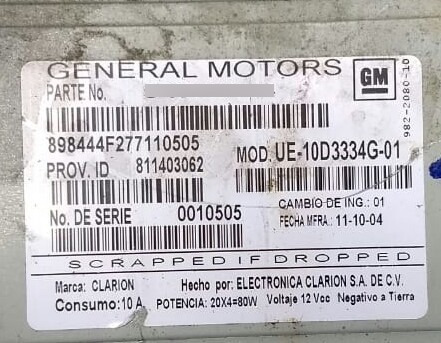 GENERAL MOTORS
GM
PARTE No.
898444F277110505
PROV. ID 811403062
MOD. UE-10D3334G-01
No. DE SERIE 0010505
CAMBIO DE ING.: 01
FECHA MFRA.: 11-10-04
982-2080-10
SCRAPPED IF DROPPED
Marca: CLARION Hecho por: ELECTRONICA CLARION S.A. DE C.V.
Consumo: 10 A. POTENCIA: 20X4=80W Voltaje 12 Vcc Negativo a Tierra